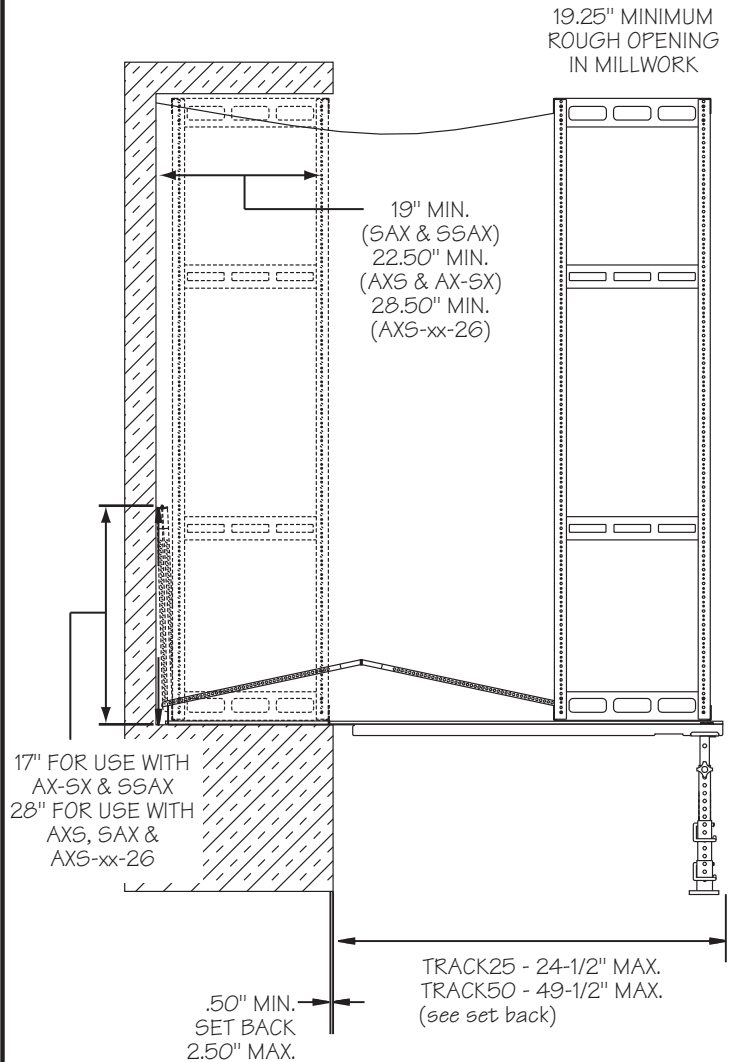 19.25" MINIMUM
ROUGH OPENING
IN MILLWORK
19" MIN.
(SAX & SSAX)
22.50" MIN.
(AXS & AX-SX)
28.50" MIN.
(AXS-xx-26)
17" FOR USE WITH
AX-SX & SSAX
28" FOR USE WITH
AXS, SAX &
AXS-xx-26
TRACK25 - 24-1/2" MAX.
TRACK50 - 49-1/2" MAX.
(see set back)
.50" MIN.
SET BACK
2.50" MAX.